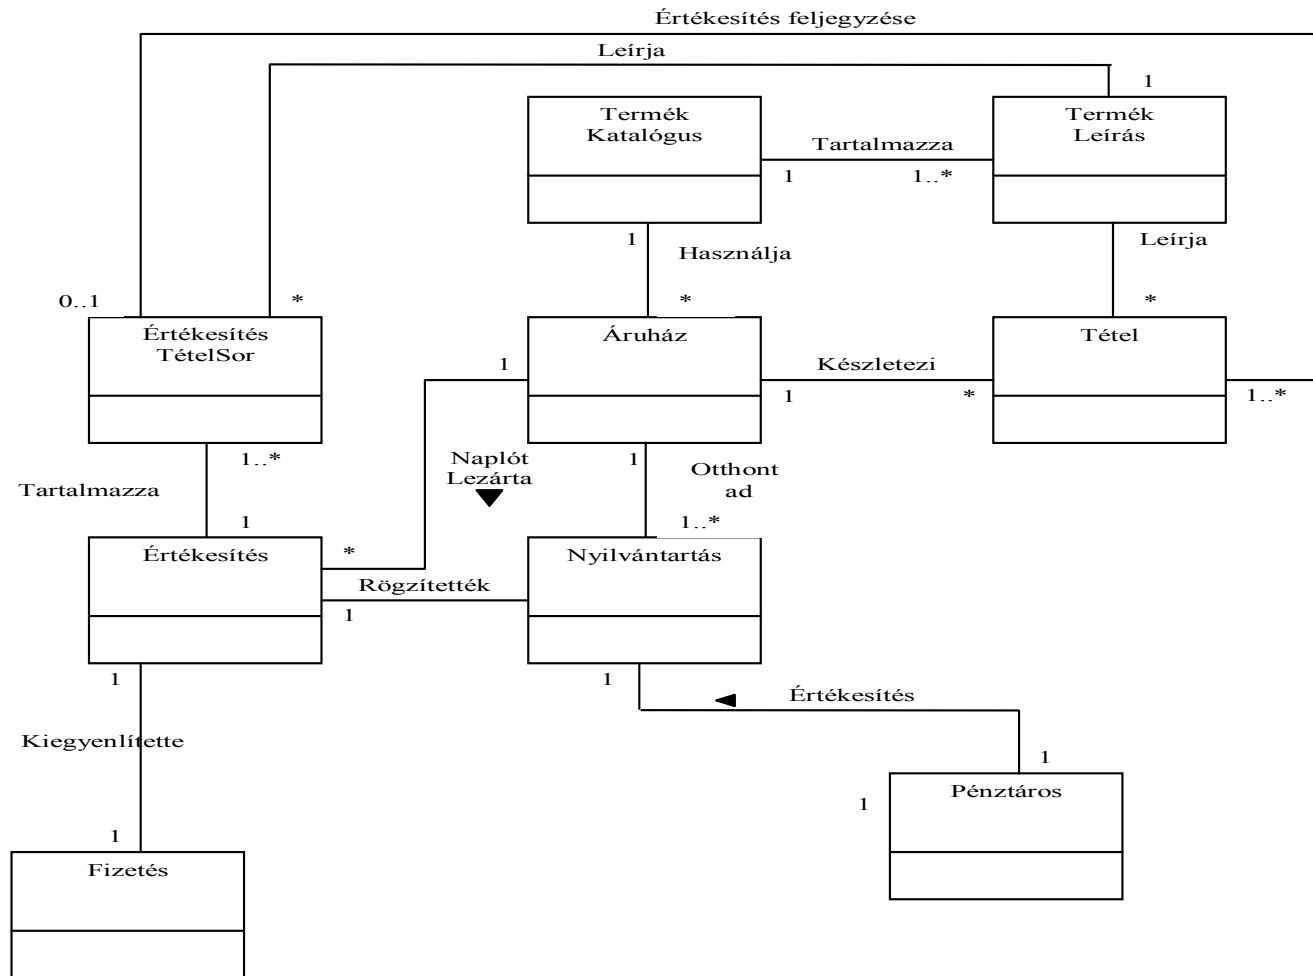 Értékesítés feljegyzése
Leírja
1
Termék
Katalógus
Termék
Leírás
Tartalmazza
1
1..*
1
Használja
Leírja
0..1
*
*
*
Értékesítés
TételSor
Áruház
Tétel
1
Készletezi
1
*
1..*
1..*
Naplót
Lezárta
1
Otthont
ad
Tartalmazza
1
1..*
*
Értékesítés
Nyilvántartás
Rögzítették
1
1
1
Értékesítés
Kiegyenlítette
1
1
Pénztáros
1
Fizetés